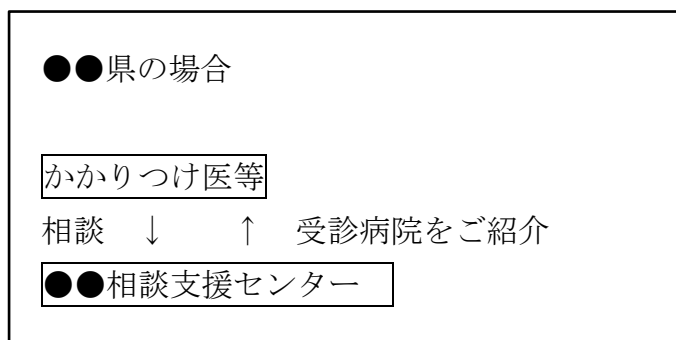 ●●県の場合
かかりつけ医等
相談　↓　　↑　受診病院をご紹介
●●相談支援センター